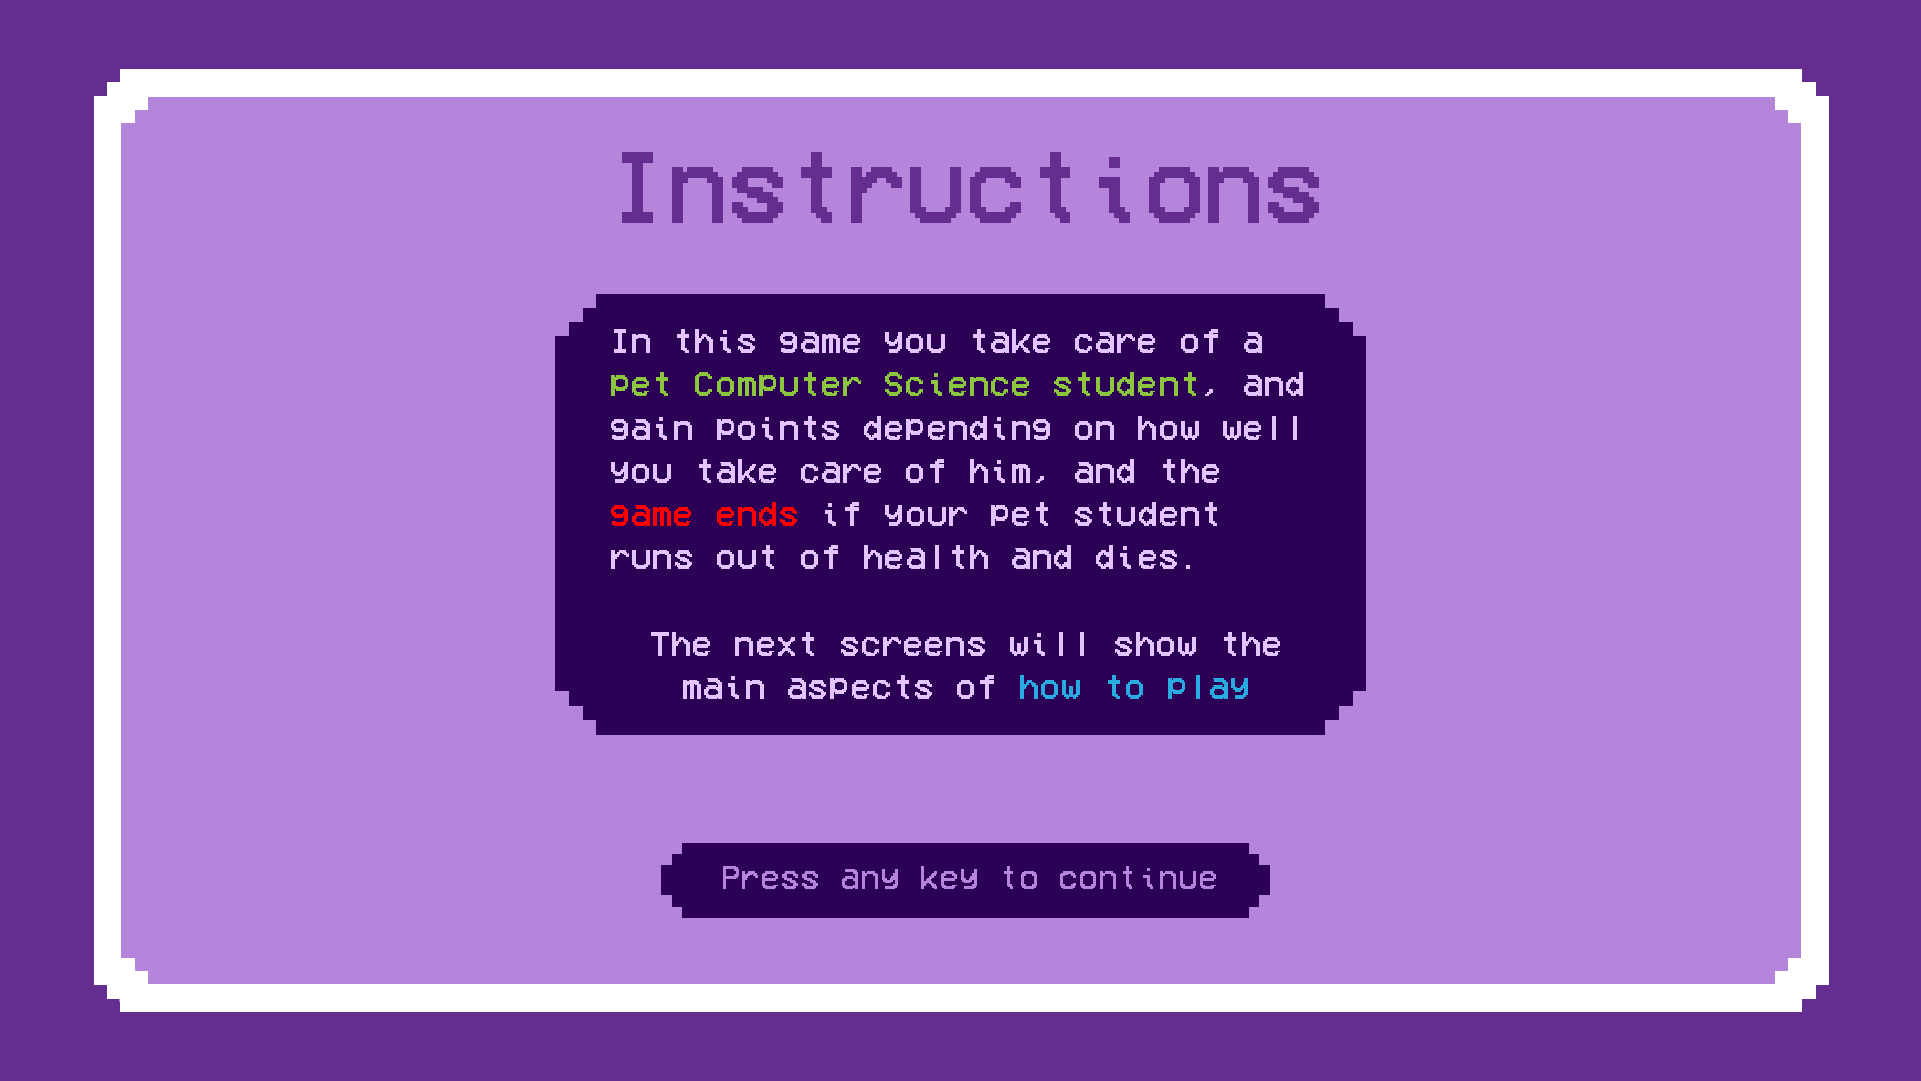 Instructions
In this game you take care of a
pet Computer Science student, and
gain points depending on how well
you take care of him, and the
game ends if your pet student
runs out of health and dies.
The next screens will show the
main aspects of how to play
Press any key to continue